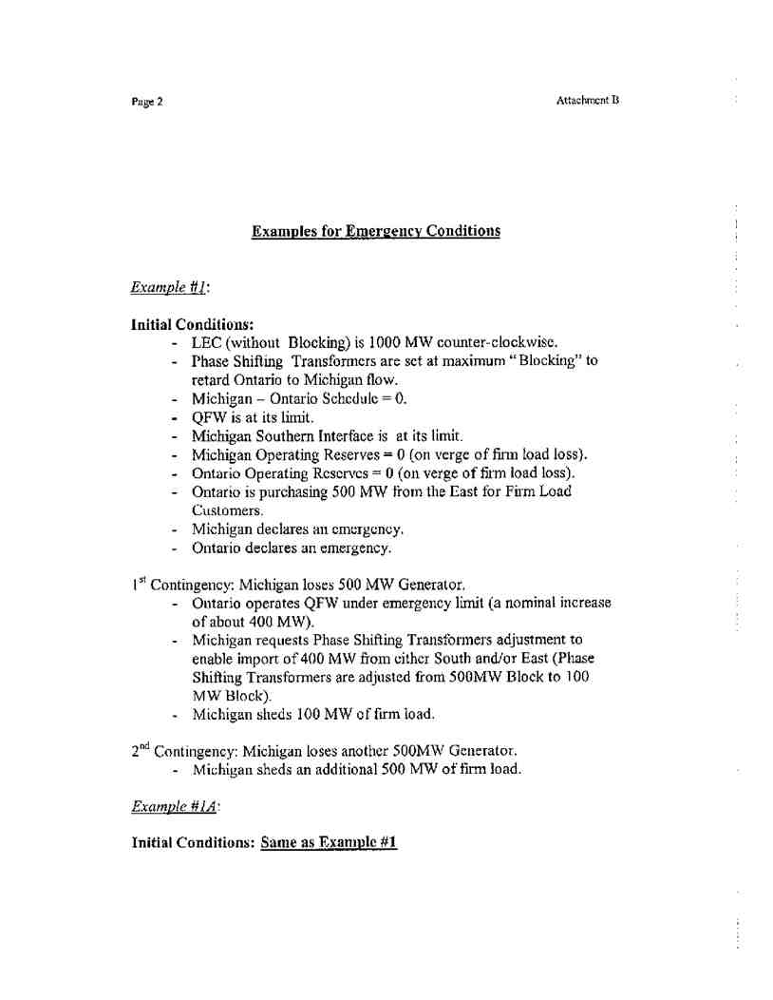 Page 2 Attachment B
Examples for Emergency Conditions
Example #1:
Initial Conditions:
- LEC (without Blocking) is 1000 MW counter-clockwise.
- Phase Shifting Transformers are set at maximum "Blocking" to
retard Ontario to Michigan flow.
- Michigan – Ontario Schedule = 0.
- QFW is at its limit.
- Michigan Southern Interface is at its limit.
- Michigan Operating Reserves = 0 (on verge of firm load loss).
- Ontario Operating Reserves = 0 (on verge of firm load loss).
- Ontario is purchasing 500 MW from the East for Firm Load
Customers.
- Michigan declares an emergency.
- Ontario declares an emergency.
1st Contingency: Michigan loses 500 MW Generator.
- Ontario operates QFW under emergency limit (a nominal increase
of about 400 MW).
- Michigan requests Phase Shifting Transformers adjustment to
enable import of 400 MW from either South and/or East (Phase
Shifting Transformers are adjusted from 500MW Block to 100
MW Block).
- Michigan sheds 100 MW of firm load.
2nd Contingency: Michigan loses another 500MW Generator.
- Michigan sheds an additional 500 MW of firm load.
Example #1A:
Initial Conditions: Same as Example #1